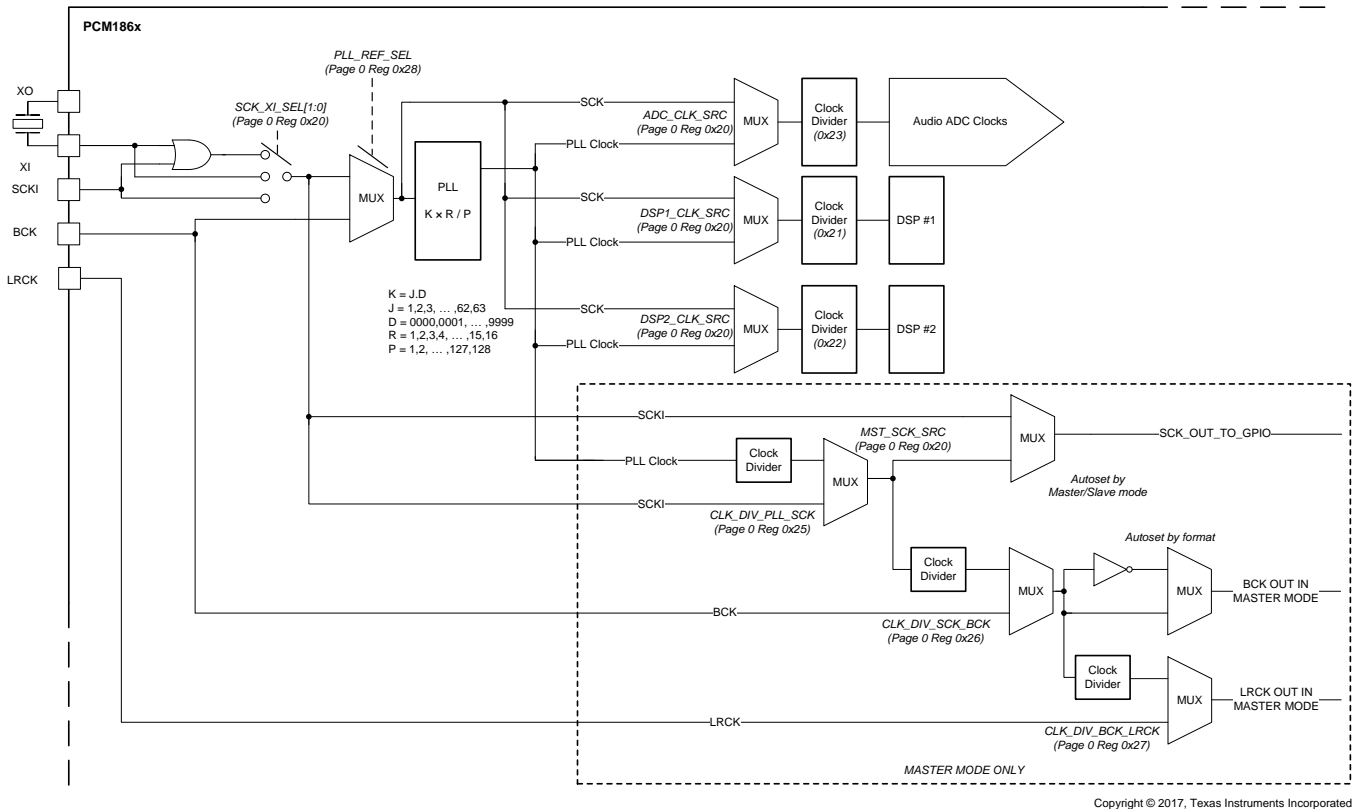 PCM186x
XO
XI
SCKI
BCK
LRCK
SCK_XI_SEL[1:0]
(Page 0 Reg 0x20)
PLL_REF_SEL
(Page 0 Reg 0x28)
MUX
PLL
K × R / P
K = J.D
J = 1,2,3, … ,62,63
D = 0000,0001, … ,9999
R = 1,2,3,4, … ,15,16
P = 1,2, … ,127,128
SCK
ADC_CLK_SRC
(Page 0 Reg 0x20)
PLL Clock
MUX
Clock
Divider
(0x23)
Audio ADC Clocks
SCK
DSP1_CLK_SRC
(Page 0 Reg 0x20)
PLL Clock
MUX
Clock
Divider
(0x21)
DSP #1
SCK
DSP2_CLK_SRC
(Page 0 Reg 0x20)
PLL Clock
MUX
Clock
Divider
(0x22)
DSP #2
SCKI
MST_SCK_SRC
(Page 0 Reg 0x20)
MUX
SCK_OUT_TO_GPIO
Autoset by
Master/Slave mode
PLL Clock
Clock
Divider
MUX
SCKI
CLK_DIV_PLL_SCK
(Page 0 Reg 0x25)
Clock
Divider
MUX
Autoset by format
MUX
BCK OUT IN
MASTER MODE
BCK
CLK_DIV_SCK_BCK
(Page 0 Reg 0x26)
Clock
Divider
MUX
LRCK OUT IN
MASTER MODE
LRCK
CLK_DIV_BCK_LRCK
(Page 0 Reg 0x27)
MASTER MODE ONLY
Copyright © 2017, Texas Instruments Incorporated